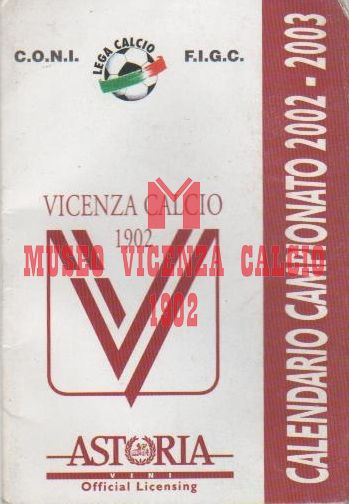 C.O.N.I.
LEGA CALCIO
F.I.G.C.
VICENZA CALCIO
1902
M
MUSEO VICENZA CALCIO
1902
ASTORIA
VINI
Official Licensing
CALENDARIO CAMPIONATO 2002 - 2003